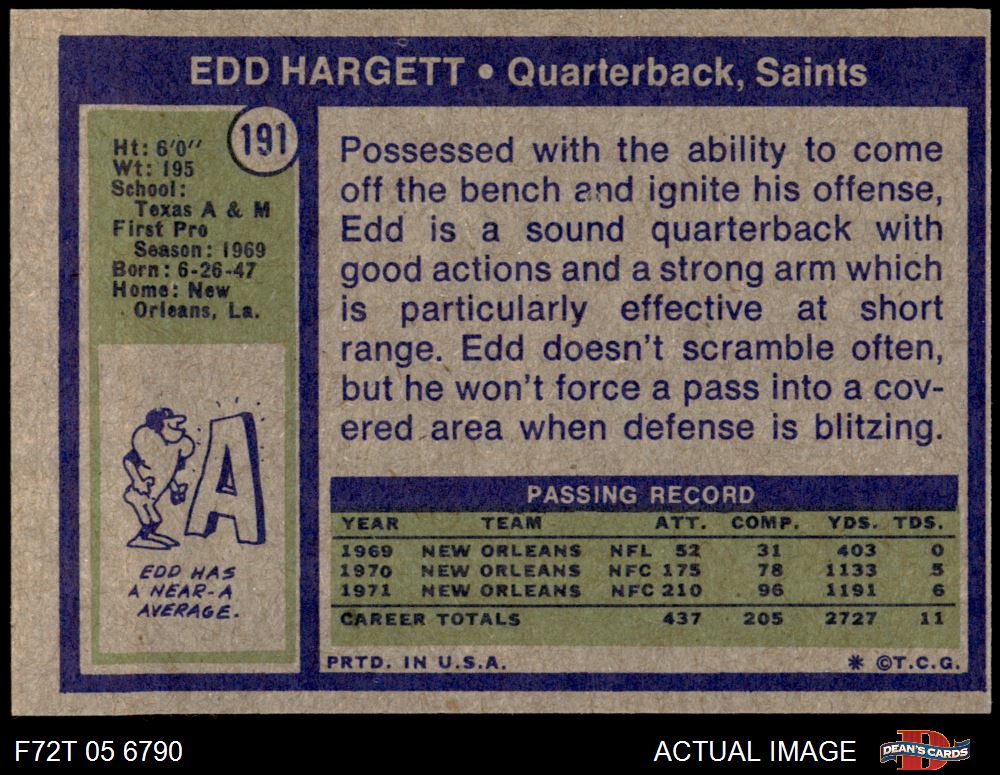 EDD HARGETT • Quarterback, Saints
191
Ht: 6'0''
Wt: 195
School:
Texas A & M
First Pro
Season: 1969
Born: 6-26-47
Home: New
Orleans, La.
A
EDD HAS
A NEAR-A
AVERAGE.
Possessed with the ability to come
off the bench and ignite his offense,
Edd is a sound quarterback with
good actions and a strong arm which
is particularly effective at short
range. Edd doesn't scramble often,
but he won't force a pass into a cov-
ered area when defense is blitzing.
PASSING RECORD
YEAR TEAM ATT. COMP. YDS. TDS.
1969 NEW ORLEANS NFL 52 31 403 0
1970 NEW ORLEANS NFC 175 78 1133 5
1971 NEW ORLEANS NFC 210 96 1191 6
CAREER TOTALS 437 205 2727 11
PRTD. IN U.S.A. * ©T.C.G.
F72T 05 6790 ACTUAL IMAGE D DEAN'S CARDS